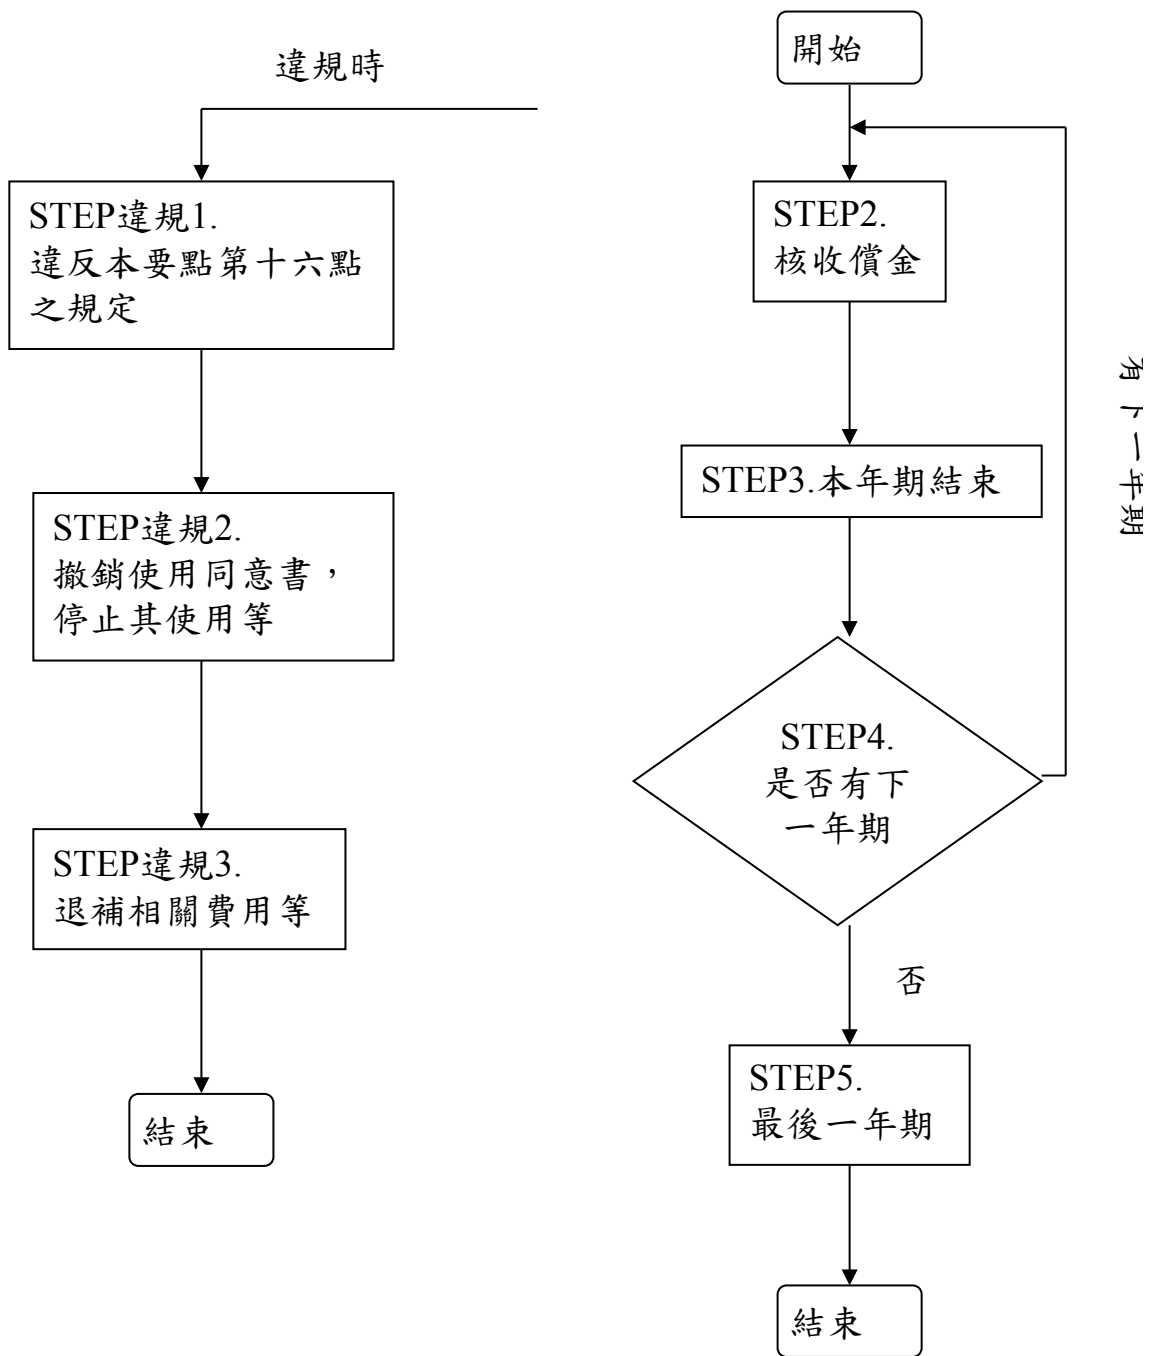 違規時
STEP違規1.
違反本要點第十六點
之規定
STEP違規2.
撤銷使用同意書，
停止其使用等
STEP違規3.
退補相關費用等
結束
開始
STEP2.
核收償金
STEP3.本年期結束
STEP4.
是否有下
一年期
有下一年期
否
STEP5.
最後一年期
結束